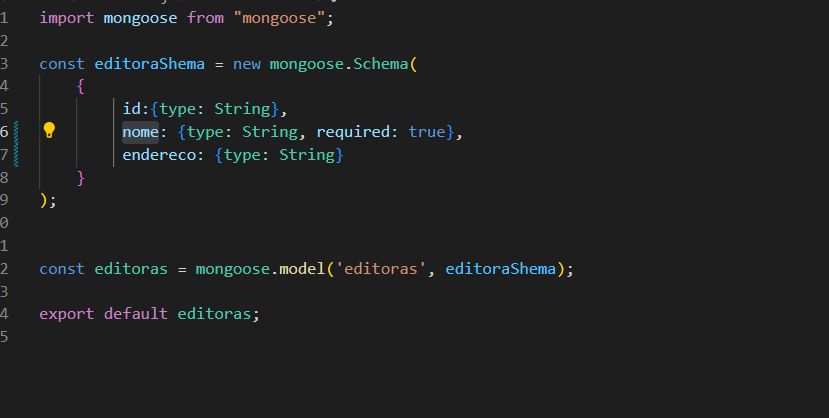 1 import mongoose from "mongoose";
2
3 const editoraShema = new mongoose.Schema(
4 {
5 id:{type: String},
6 nome: {type: String, required: true},
7 endereco: {type: String}
8 }
9 );
0
1
2 const editoras = mongoose.model('editoras', editoraShema);
3
4 export default editoras;
5